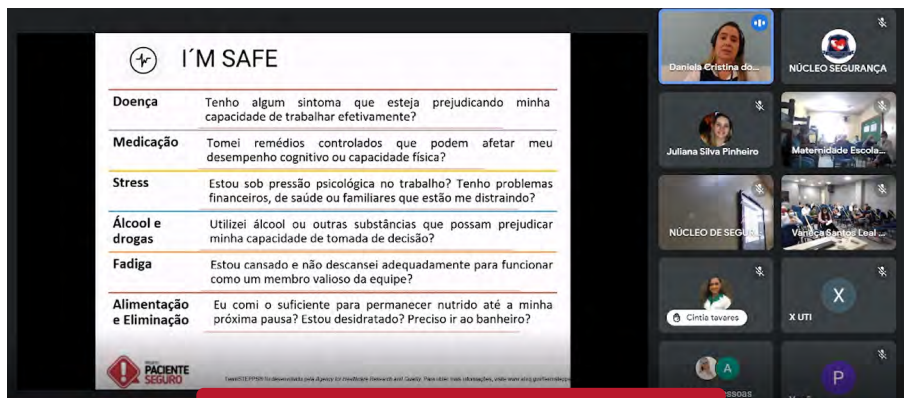 I´M SAFE
Doença
Tenho algum sintoma que esteja prejudicando minha
capacidade de trabalhar efetivamente?
Medicação
Tomei remédios controlados que podem afetar meu
desempenho cognitivo ou capacidade física?
Stress
Estou sob pressão psicológica no trabalho? Tenho problemas
financeiros, de saúde ou familiares que estão me distraindo?
Álcool e
drogas
Utilizei álcool ou outras substâncias que possam prejudicar
minha capacidade de tomada de decisão?
Fadiga
Estou cansado e não descansei adequadamente para funcionar
como um membro valioso da equipe?
Alimentação
e Eliminação
Eu comi o suficiente para permanecer nutrido até a minha
próxima pausa? Estou desidratado? Preciso ir ao banheiro?
PACIENTE
SEGURO
Daniela Cristina do...
NÚCLEO SEGURANÇA
Juliana Silva Pinheiro
Maternidade Escola...
NÚCLEO DE SEGUR...
Vaneça Santos Leal ...
Cintia tavares
X
X UTI
A
P